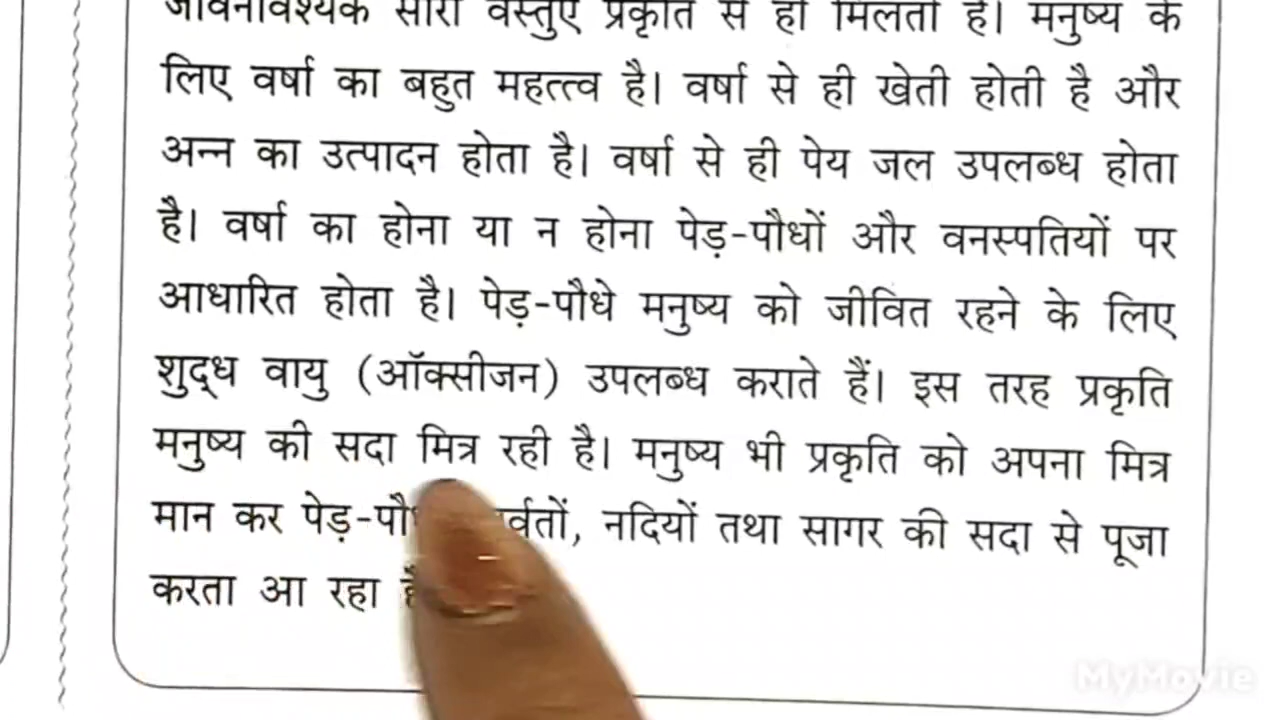 जीवनावश्यक सारी वस्तुएँ प्रकृति से ही मिलती हैं। मनुष्य के
लिए वर्षा का बहुत महत्त्व है। वर्षा से ही खेती होती है और
अन्न का उत्पादन होता है। वर्षा से ही पेय जल उपलब्ध होता
है। वर्षा का होना या न होना पेड़-पौधों और वनस्पतियों पर
आधारित होता है। पेड़-पौधे मनुष्य को जीवित रहने के लिए
शुद्ध वायु (ऑक्सीजन) उपलब्ध कराते हैं। इस तरह प्रकृति
मनुष्य की सदा मित्र रही है। मनुष्य भी प्रकृति को अपना मित्र
मान कर नदियों तथा सागर की सदा से पूजा
करता आ रहा
MyMovie